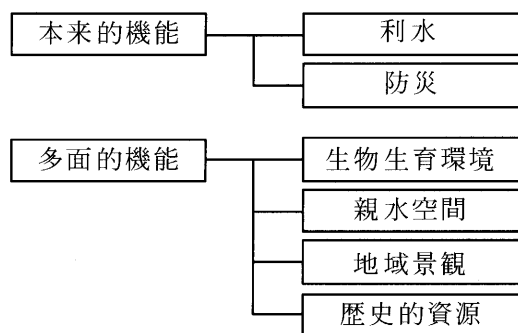 本来的機能
利水
防災
多面的機能
生物生育環境
親水空間
地域景観
歴史的資源